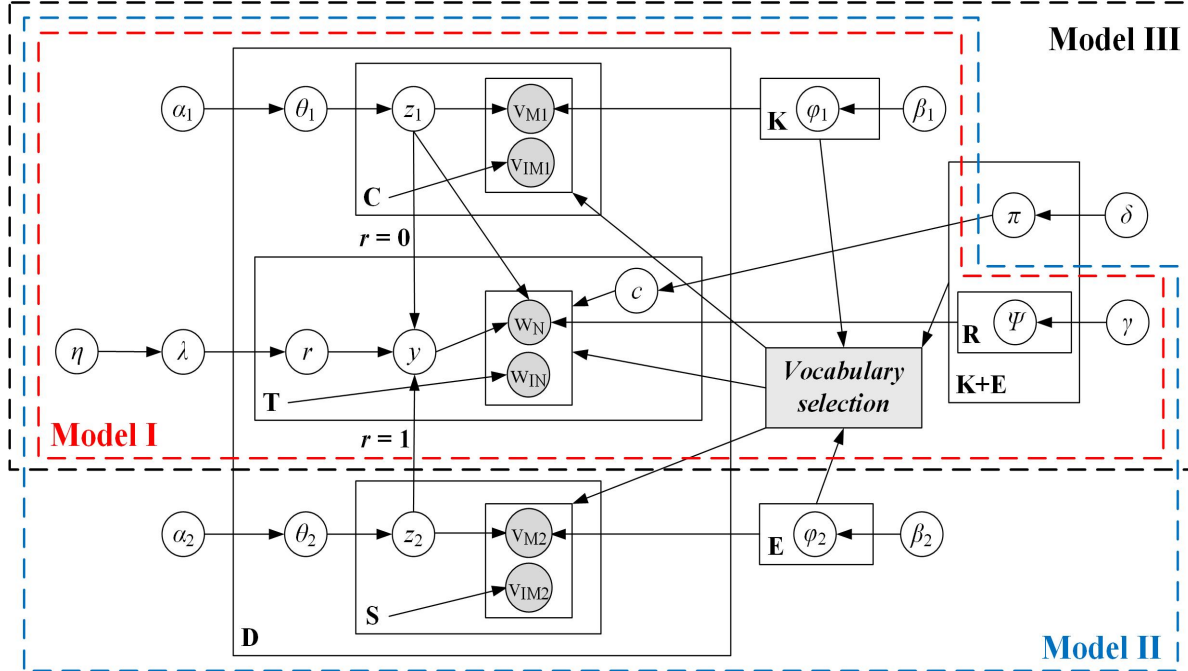 Model III
α1 θ1 z1 vM1 K φ1 β1
vIM1
C
π δ
r = 0
c
wN R Ψ γ
η λ r y
Vocabulary
selection
wIN
T K+E
Model I
r = 1
α2 θ2 z2 vM2 E φ2 β2
vIM2
S
D
Model II